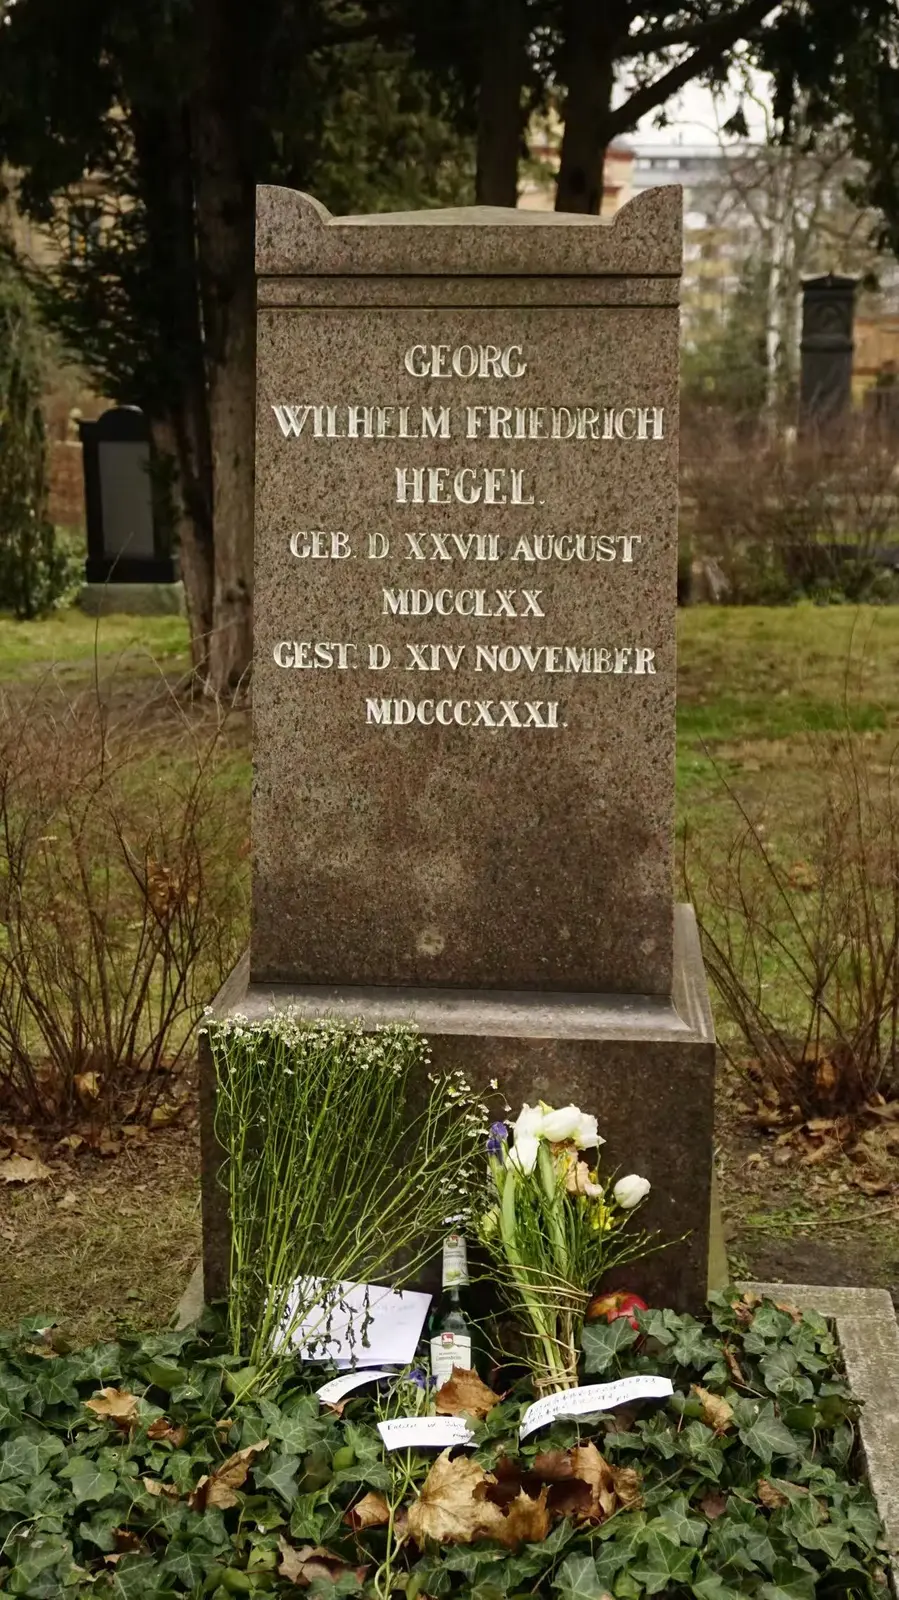 GEORG
WILHELM FRIEDRICH
HEGEL.
GEB. D. XXVII AUGUST
MDCCLXX
GEST. D. XIV NOVEMBER
MDCCCXXXI.